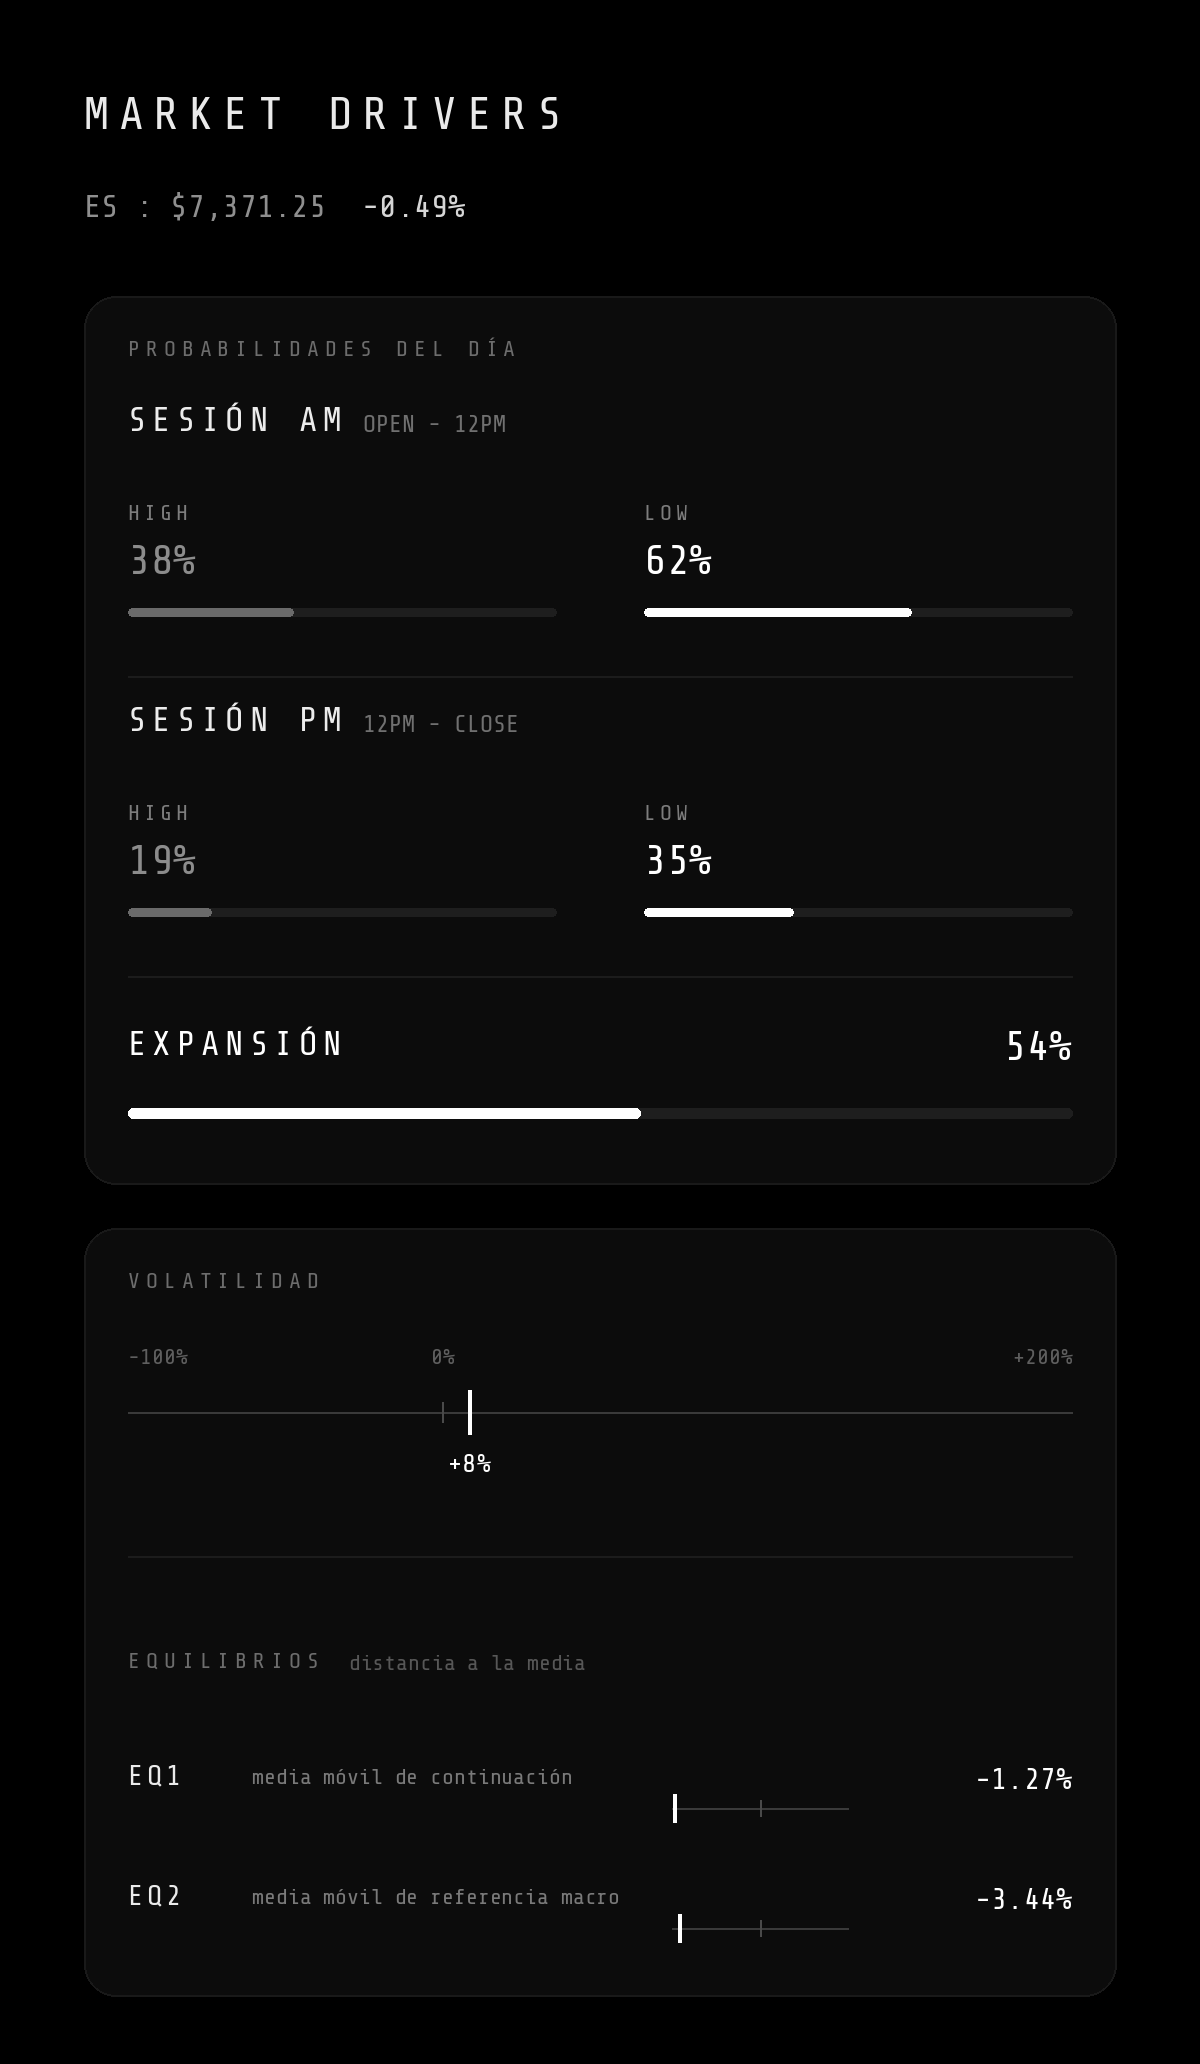 MARKET DRIVERS
ES : $7,371.25 -0.49%
PROBABILIDADES DEL DÍA
SESIÓN AM OPEN - 12PM
HIGH LOW
38% 62%
SESIÓN PM 12PM - CLOSE
HIGH LOW
19% 35%
EXPANSIÓN 54%
VOLATILIDAD
-100% 0% +200%
+8%
EQUILIBRIOS distancia a la media
EQ1 media móvil de continuación -1.27%
EQ2 media móvil de referencia macro -3.44%